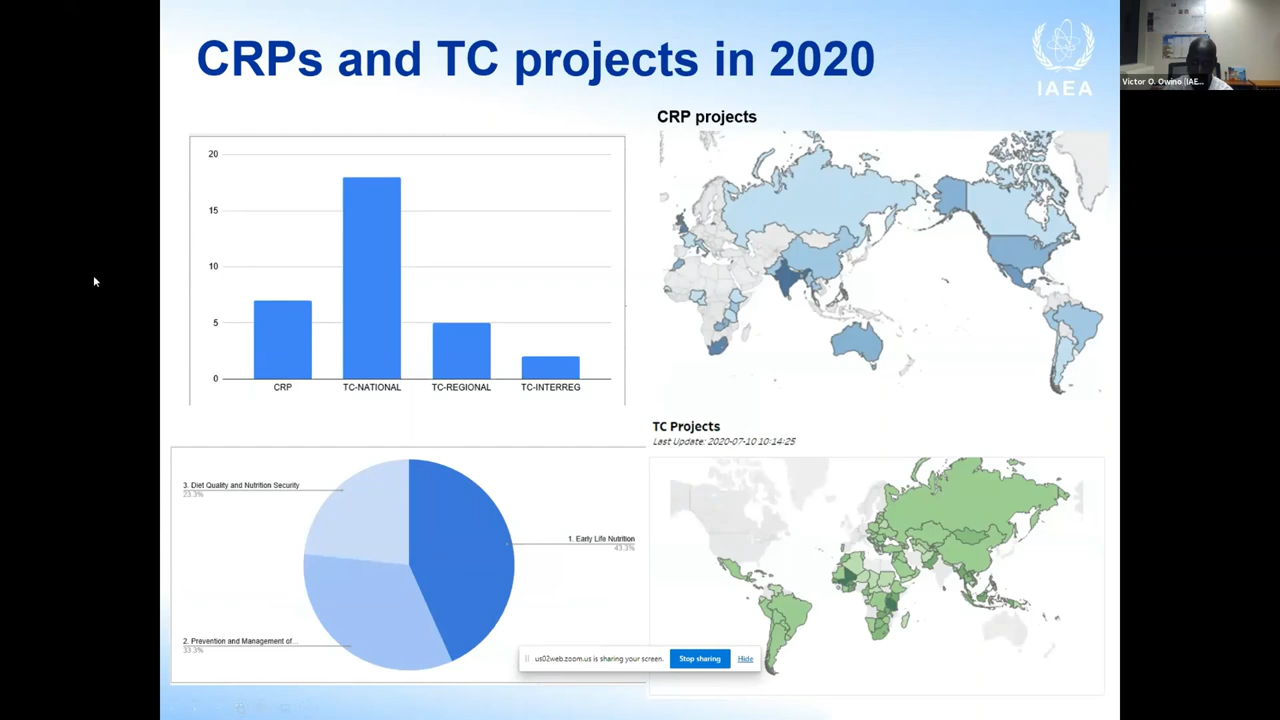 CRPs and TC projects in 2020
IAEA
Victor O. Owino (IAE...
CRP projects
20
15
10
5
0
CRP
TC-NATIONAL
TC-REGIONAL
TC-INTERREG
TC Projects
Last Update: 2020-07-10 10:14:25
3. Diet Quality and Nutrition Security
23.3%
1. Early Life Nutrition
43.3%
2. Prevention and Management of...
33.3%
us02web.zoom.us is sharing your screen.
Stop sharing
Hide